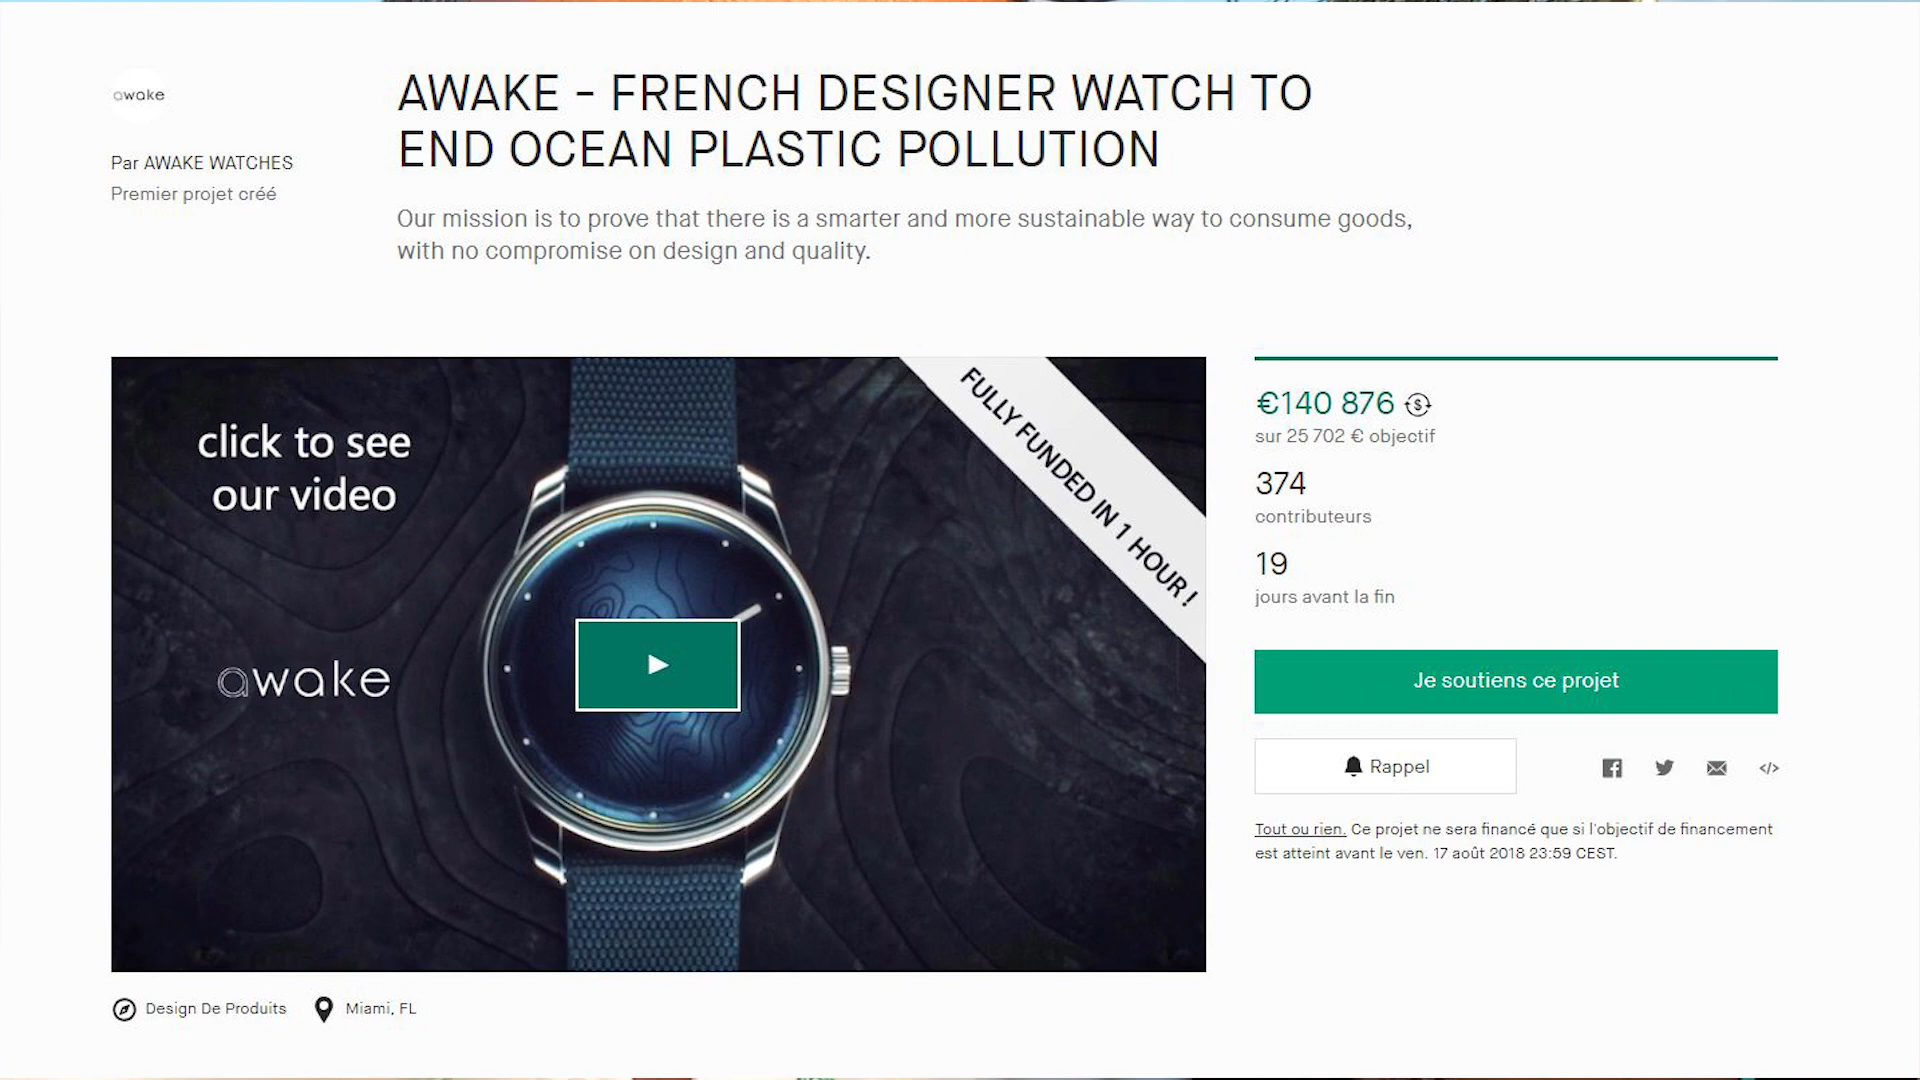 awake
AWAKE - FRENCH DESIGNER WATCH TO
END OCEAN PLASTIC POLLUTION
Par AWAKE WATCHES
Premier projet créé
Our mission is to prove that there is a smarter and more sustainable way to consume goods,
with no compromise on design and quality.
click to see
our video
awake
FULLY FUNDED IN 1 HOUR !
€140 876
sur 25 702 € objectif
374
contributeurs
19
jours avant la fin
Je soutiens ce projet
Rappel
Tout ou rien. Ce projet ne sera financé que si l'objectif de financement
est atteint avant le ven. 17 août 2018 23:59 CEST.
Design De Produits
Miami, FL